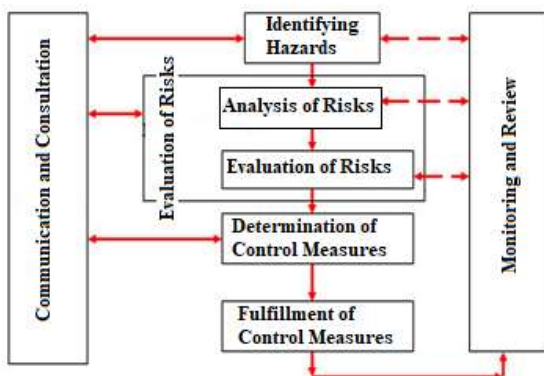 Communication and Consultation
Identifying
Hazards
Evaluation of Risks
Analysis of Risks
Evaluation of Risks
Determination of
Control Measures
Fulfillment of
Control Measures
Monitoring and Review